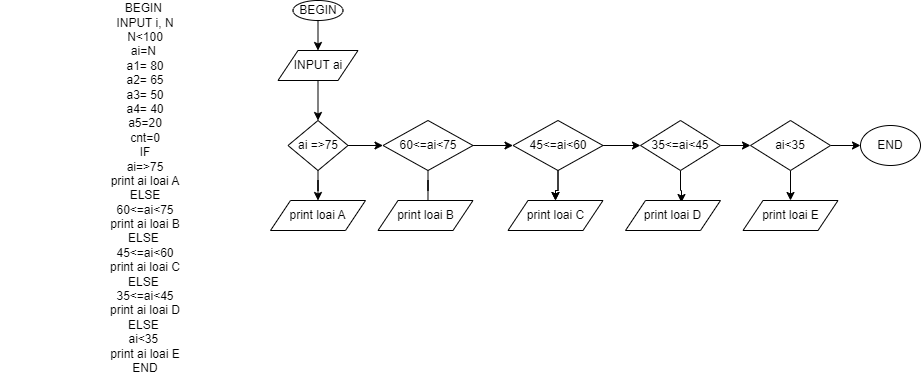 BEGIN
INPUT i, N
N<100
ai=N
a1= 80
a2= 65
a3= 50
a4= 40
a5=20
cnt=0
IF
ai=>75
print ai loai A
ELSE
60<=ai<75
print ai loai B
ELSE
45<=ai<60
print ai loai C
ELSE
35<=ai<45
print ai loai D
ELSE
ai<35
print ai loai E
END
BEGIN
INPUT ai
ai =>75
60<=ai<75
45<=ai<60
35<=ai<45
ai<35
END
print loai A
print loai B
print loai C
print loai D
print loai E